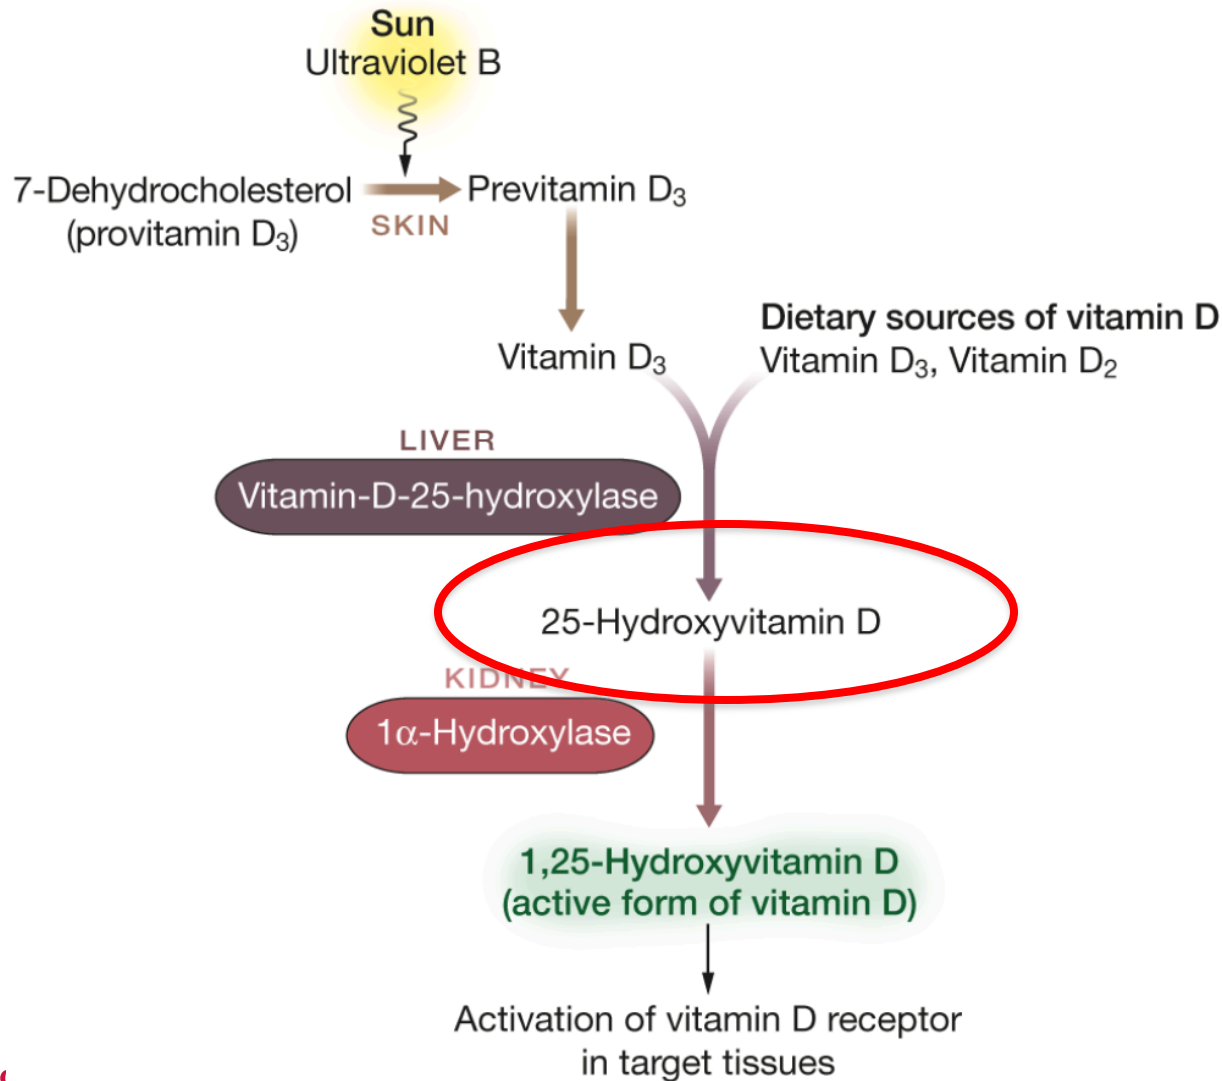 Sun
Ultraviolet B
7-Dehydrocholesterol
(provitamin D₃)
SKIN
Previtamin D₃
Vitamin D₃
Dietary sources of vitamin D
Vitamin D₃, Vitamin D₂
LIVER
Vitamin-D-25-hydroxylase
25-Hydroxyvitamin D
KIDNEY
1α-Hydroxylase
1,25-Hydroxyvitamin D
(active form of vitamin D)
Activation of vitamin D receptor
in target tissues